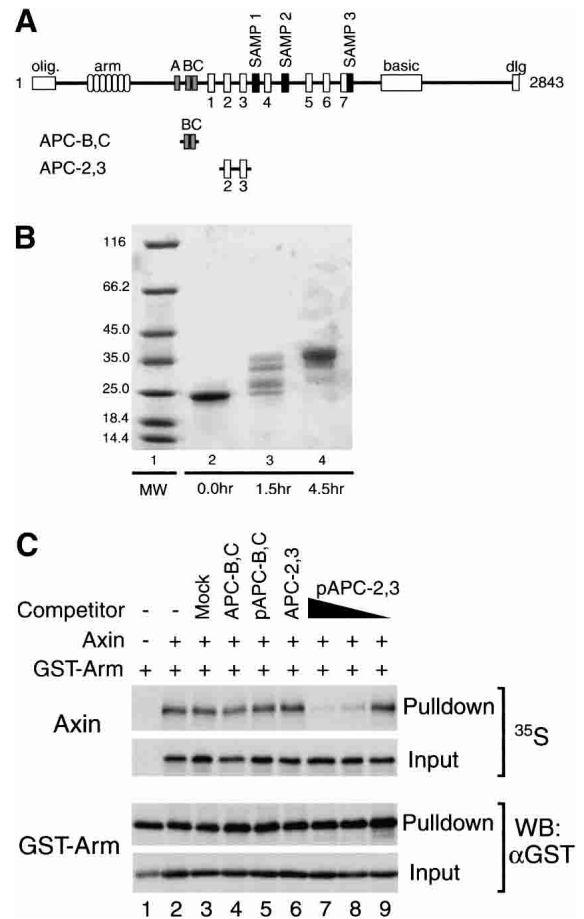 A
SAMP 1
SAMP 2
SAMP 3
olig.
arm
A
BC
basic
dlg
1
2843
1
2
3
4
5
6
7
BC
APC-B,C
APC-2,3
2
3
B
116
66.2
45.0
35.0
25.0
18.4
14.4
1
2
3
4
MW
0.0hr
1.5hr
4.5hr
C
Mock
APC-B,C
pAPC-B,C
APC-2,3
pAPC-2,3
Competitor
- -
Axin
- + + + + + + + +
GST-Arm
+ + + + + + + + +
Axin
Pulldown
Input
35S
GST-Arm
Pulldown
Input
WB:
αGST
1 2 3 4 5 6 7 8 9